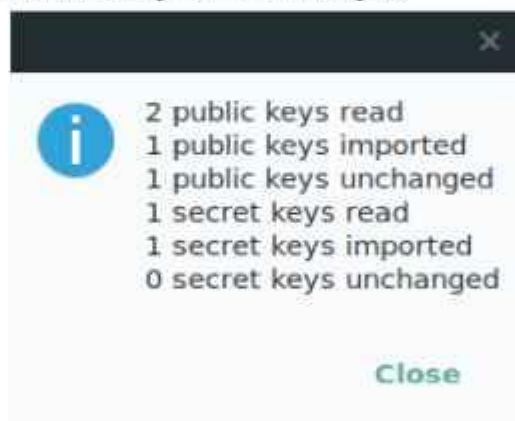 2 public keys read
1 public keys imported
1 public keys unchanged
1 secret keys read
1 secret keys imported
0 secret keys unchanged
Close